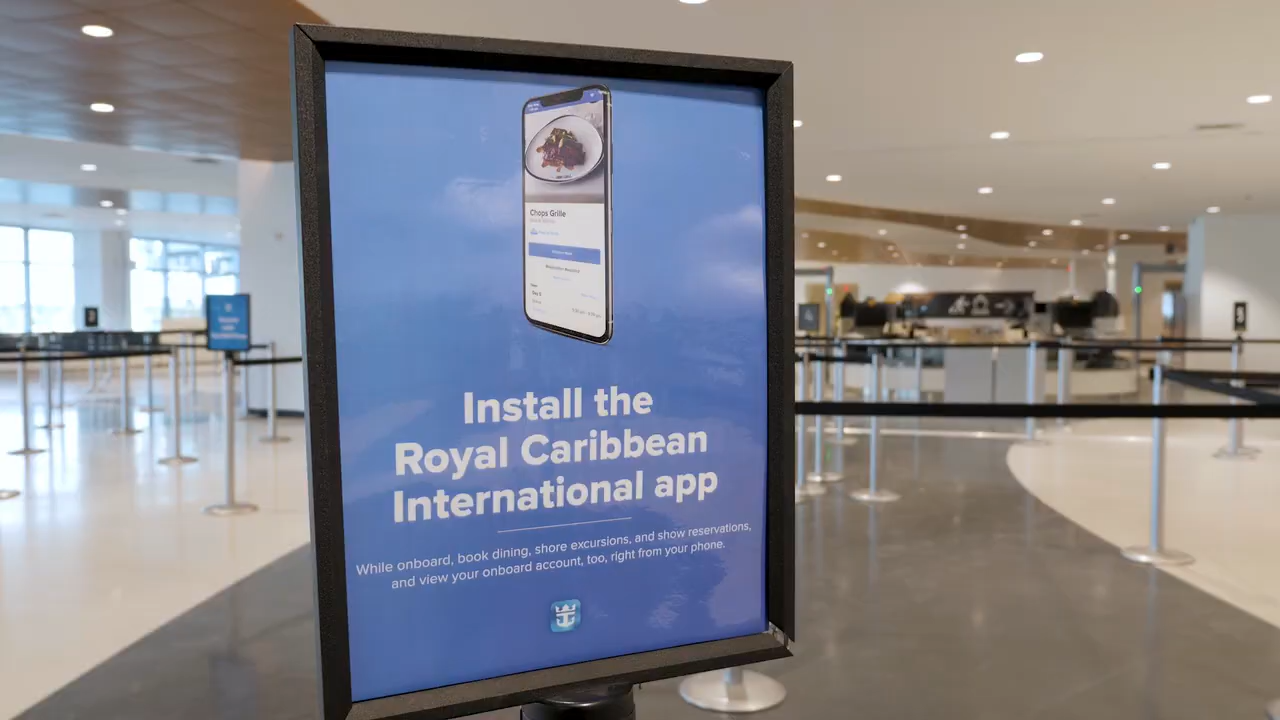 Chops Grille
Install the
Royal Caribbean
International app
While onboard, book dining, shore excursions, and show reservations,
and view your onboard account, too, right from your phone.